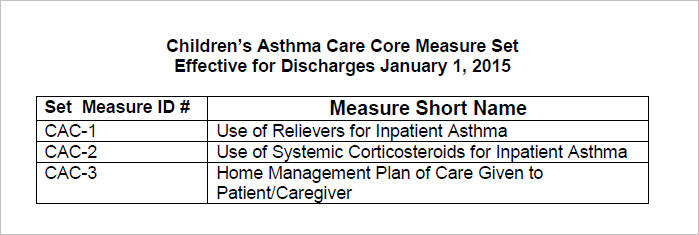 Children's Asthma Care Core Measure Set
Effective for Discharges January 1, 2015
Set  Measure ID # Measure Short Name
CAC-1 Use of Relievers for Inpatient Asthma
CAC-2 Use of Systemic Corticosteroids for Inpatient Asthma
CAC-3 Home Management Plan of Care Given to
Patient/Caregiver